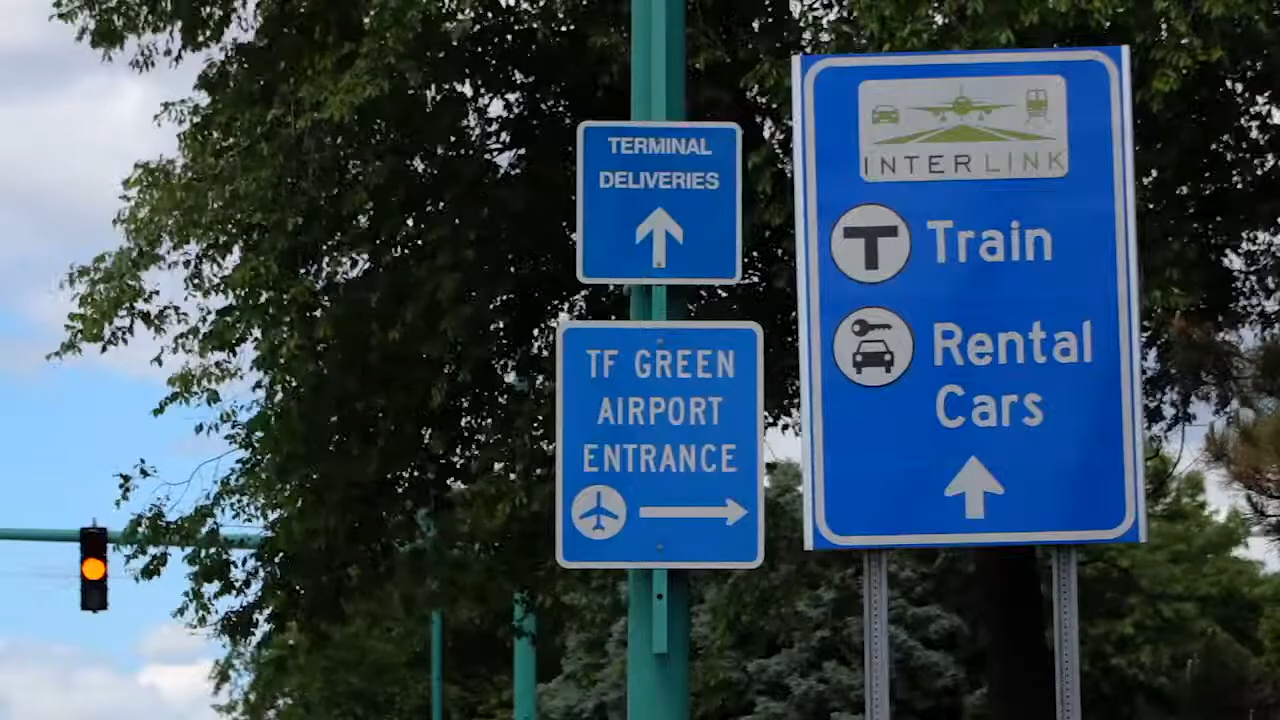 TERMINAL
DELIVERIES
TF GREEN
AIRPORT
ENTRANCE
INTERLINK
T Train
Rental
Cars